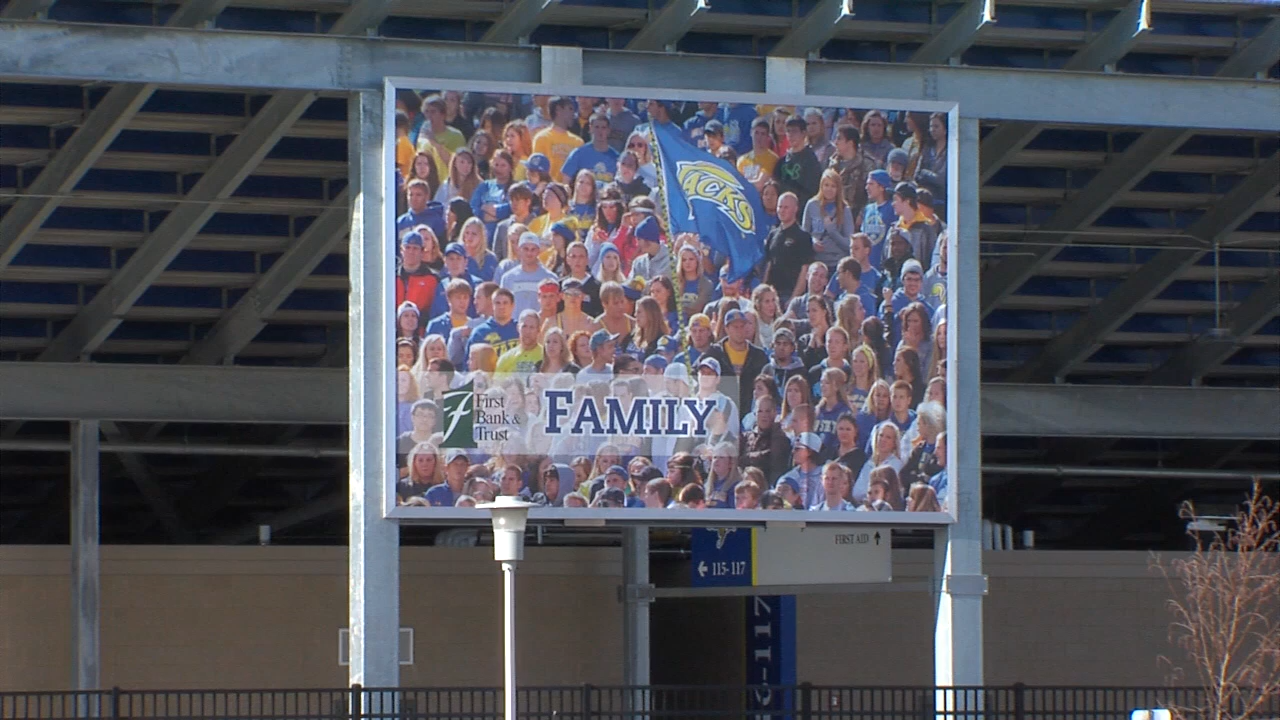 JACKS
First
Bank &
Trust
FAMILY
FIRST AID ↑
← 115-117